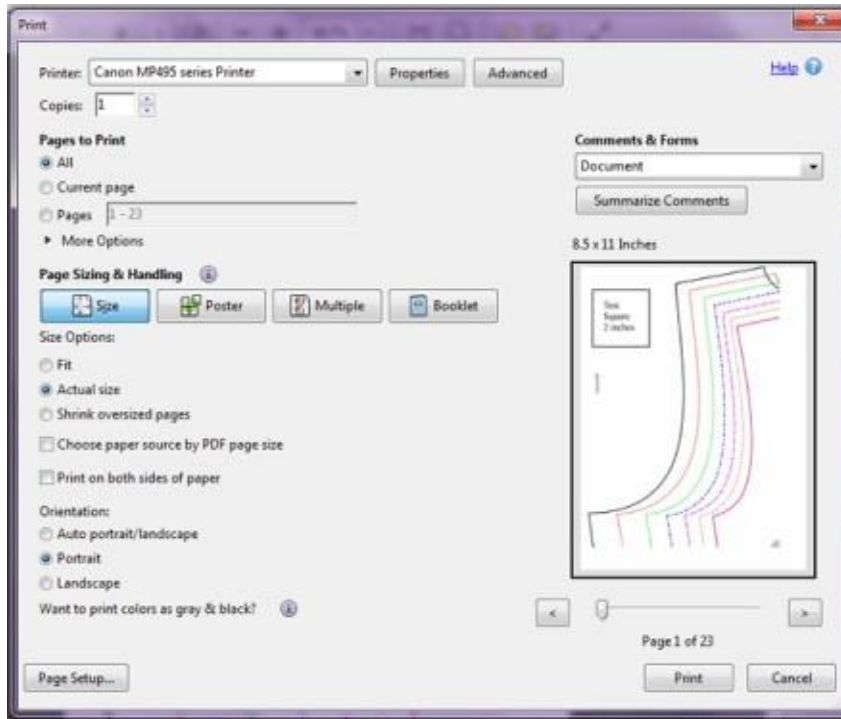 Print
Printer: Canon MP495 series Printer Properties Advanced Help
Copies: 1
Pages to Print
All
Current page
Pages 1 - 23
More Options
Comments & Forms
Document
Summarize Comments
8.5 x 11 Inches
Test
Square
2 inches
Page Sizing & Handling
Size Poster Multiple Booklet
Size Options:
Fit
Actual size
Shrink oversized pages
Choose paper source by PDF page size
Print on both sides of paper
Orientation:
Auto portrait/landscape
Portrait
Landscape
Want to print colors as gray & black?
< >
Page 1 of 23
Page Setup... Print Cancel